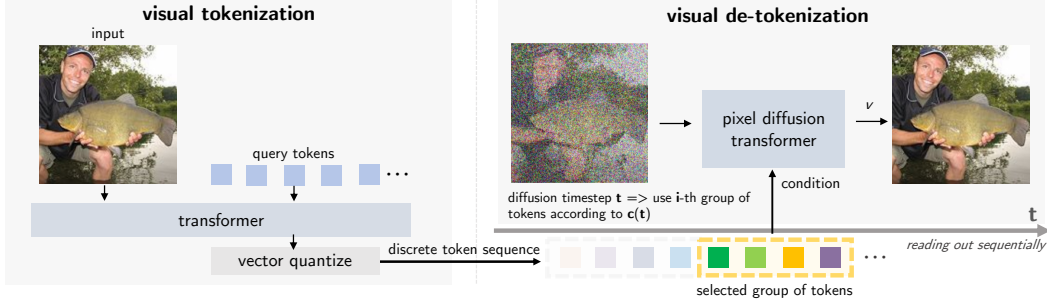 visual tokenization
input
query tokens
...
transformer
vector quantize
discrete token sequence
visual de-tokenization
pixel diffusion
transformer
v
condition
diffusion timestep t => use i-th group of
tokens according to c(t)
t
reading out sequentially
...
selected group of tokens